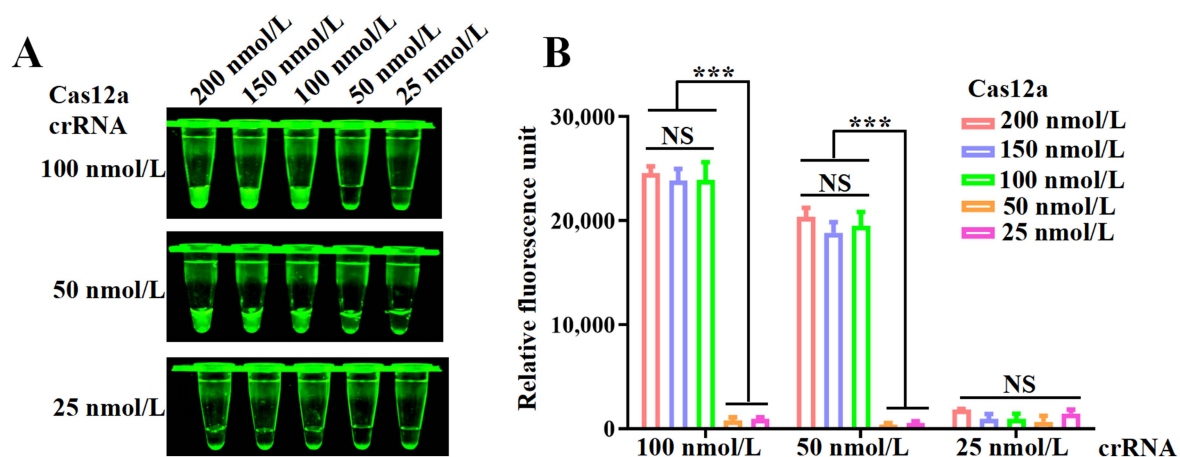 A
200 nmol/L
150 nmol/L
100 nmol/L
50 nmol/L
25 nmol/L
Cas12a
crRNA
100 nmol/L
50 nmol/L
25 nmol/L
B
Relative fluorescence unit
30,000
20,000
10,000
0
***
NS
***
NS
NS
100 nmol/L
50 nmol/L
25 nmol/L
crRNA
Cas12a
200 nmol/L
150 nmol/L
100 nmol/L
50 nmol/L
25 nmol/L